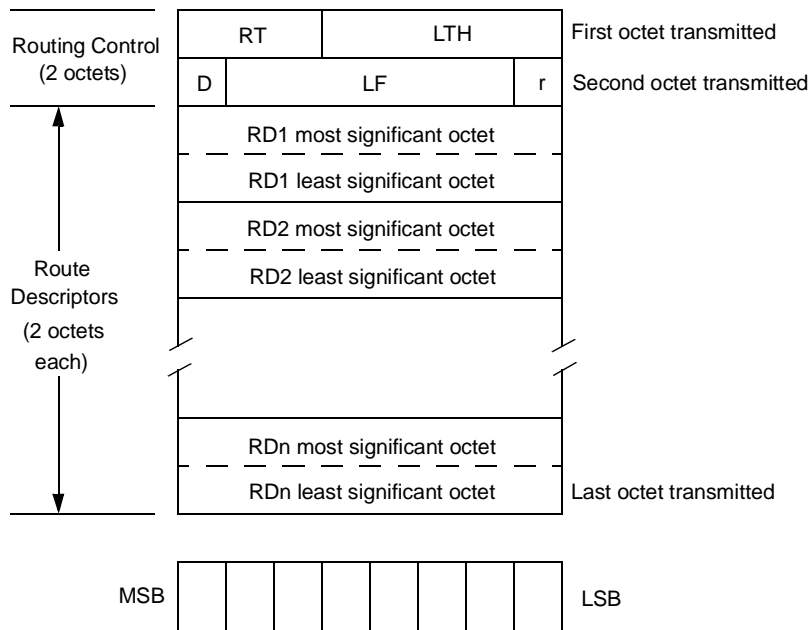 Routing Control
(2 octets)
RT
LTH
First octet transmitted
D
LF
r
Second octet transmitted
RD1 most significant octet
RD1 least significant octet
RD2 most significant octet
RD2 least significant octet
Route
Descriptors
(2 octets
each)
RDn most significant octet
RDn least significant octet
Last octet transmitted
MSB
LSB